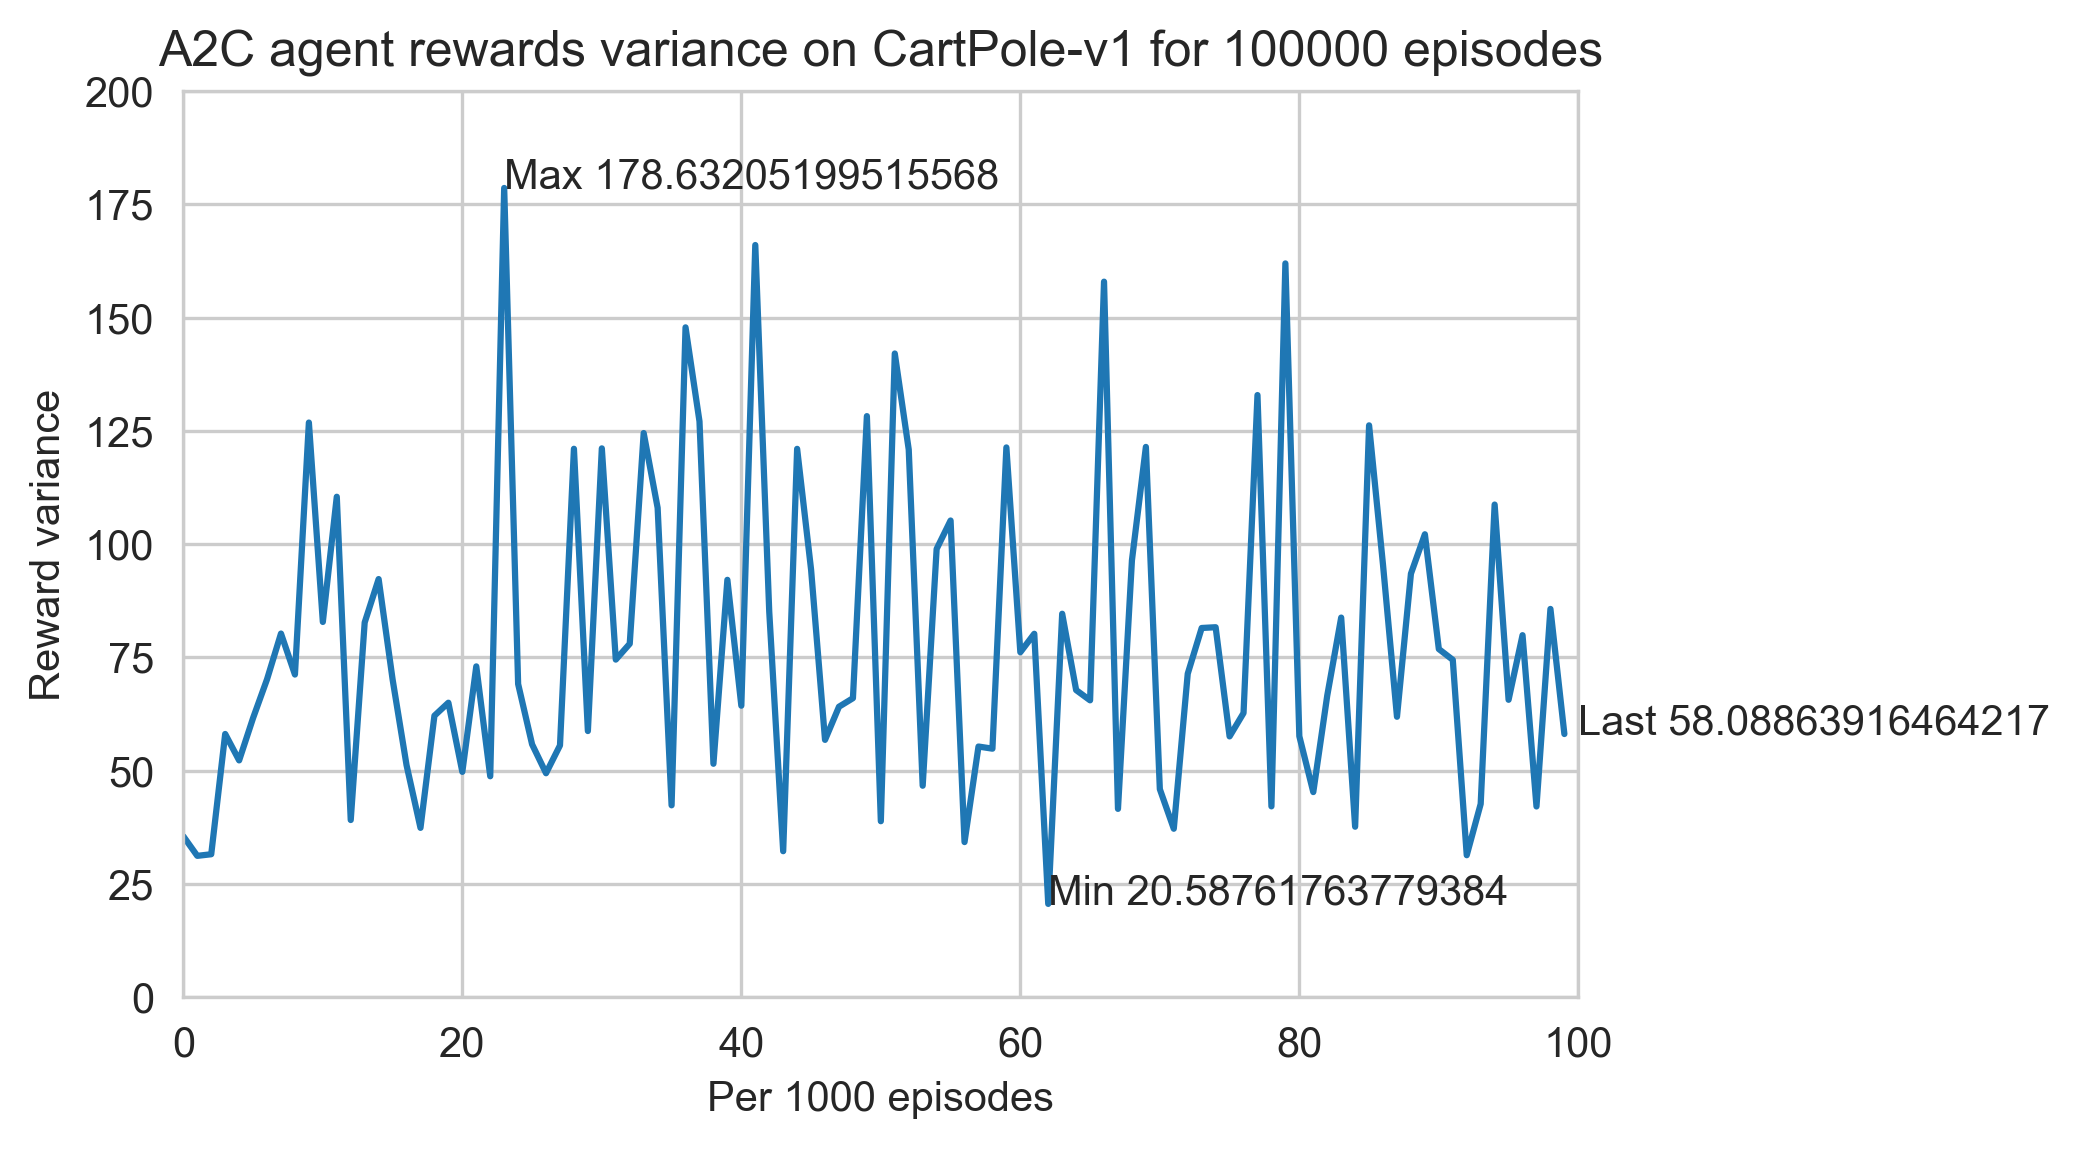 A2C agent rewards variance on CartPole-v1 for 100000 episodes
200
175
150
125
100
75
50
25
0
Reward variance
Max 178.63205199515568
Last 58.08863916464217
Min 20.58761763779384
0 20 40 60 80 100
Per 1000 episodes